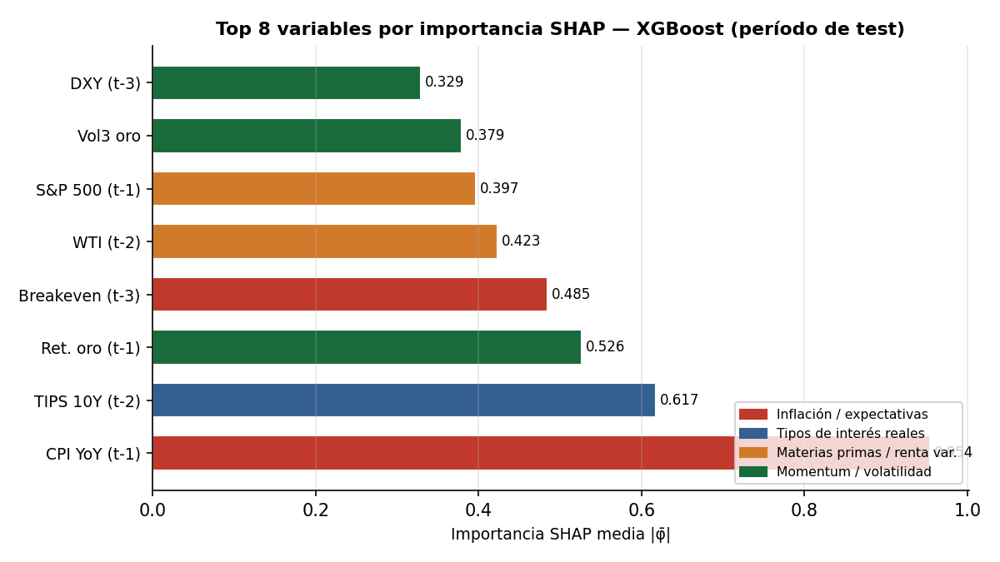 Top 8 variables por importancia SHAP — XGBoost (período de test)
DXY (t-3)
0.329
Vol3 oro
0.379
S&P 500 (t-1)
0.397
WTI (t-2)
0.423
Breakeven (t-3)
0.485
Ret. oro (t-1)
0.526
TIPS 10Y (t-2)
0.617
CPI YoY (t-1)
0.954
Inflación / expectativas
Tipos de interés reales
Materias primas / renta var.
Momentum / volatilidad
0.0 0.2 0.4 0.6 0.8 1.0
Importancia SHAP media |φ̄|